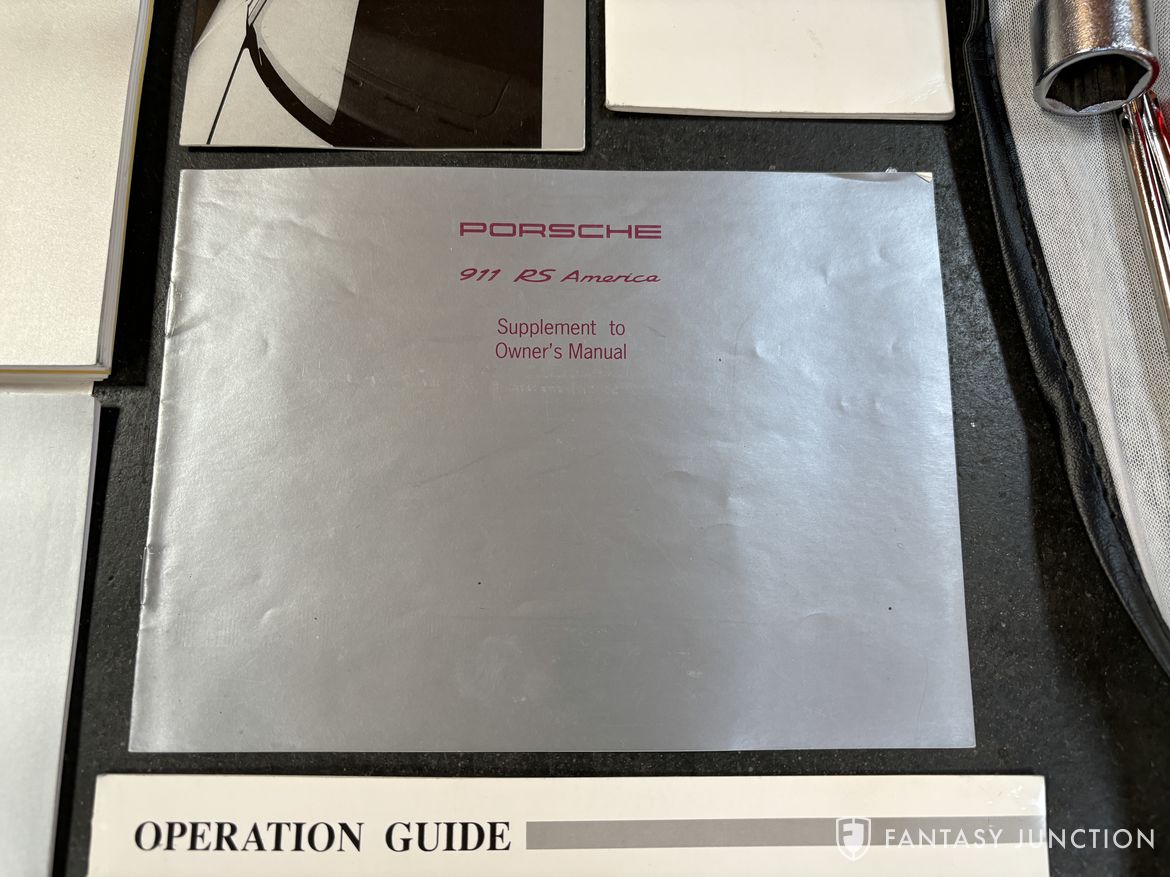 PORSCHE
911 RS America
Supplement to
Owner's Manual
OPERATION GUIDE
FANTASY JUNCTION